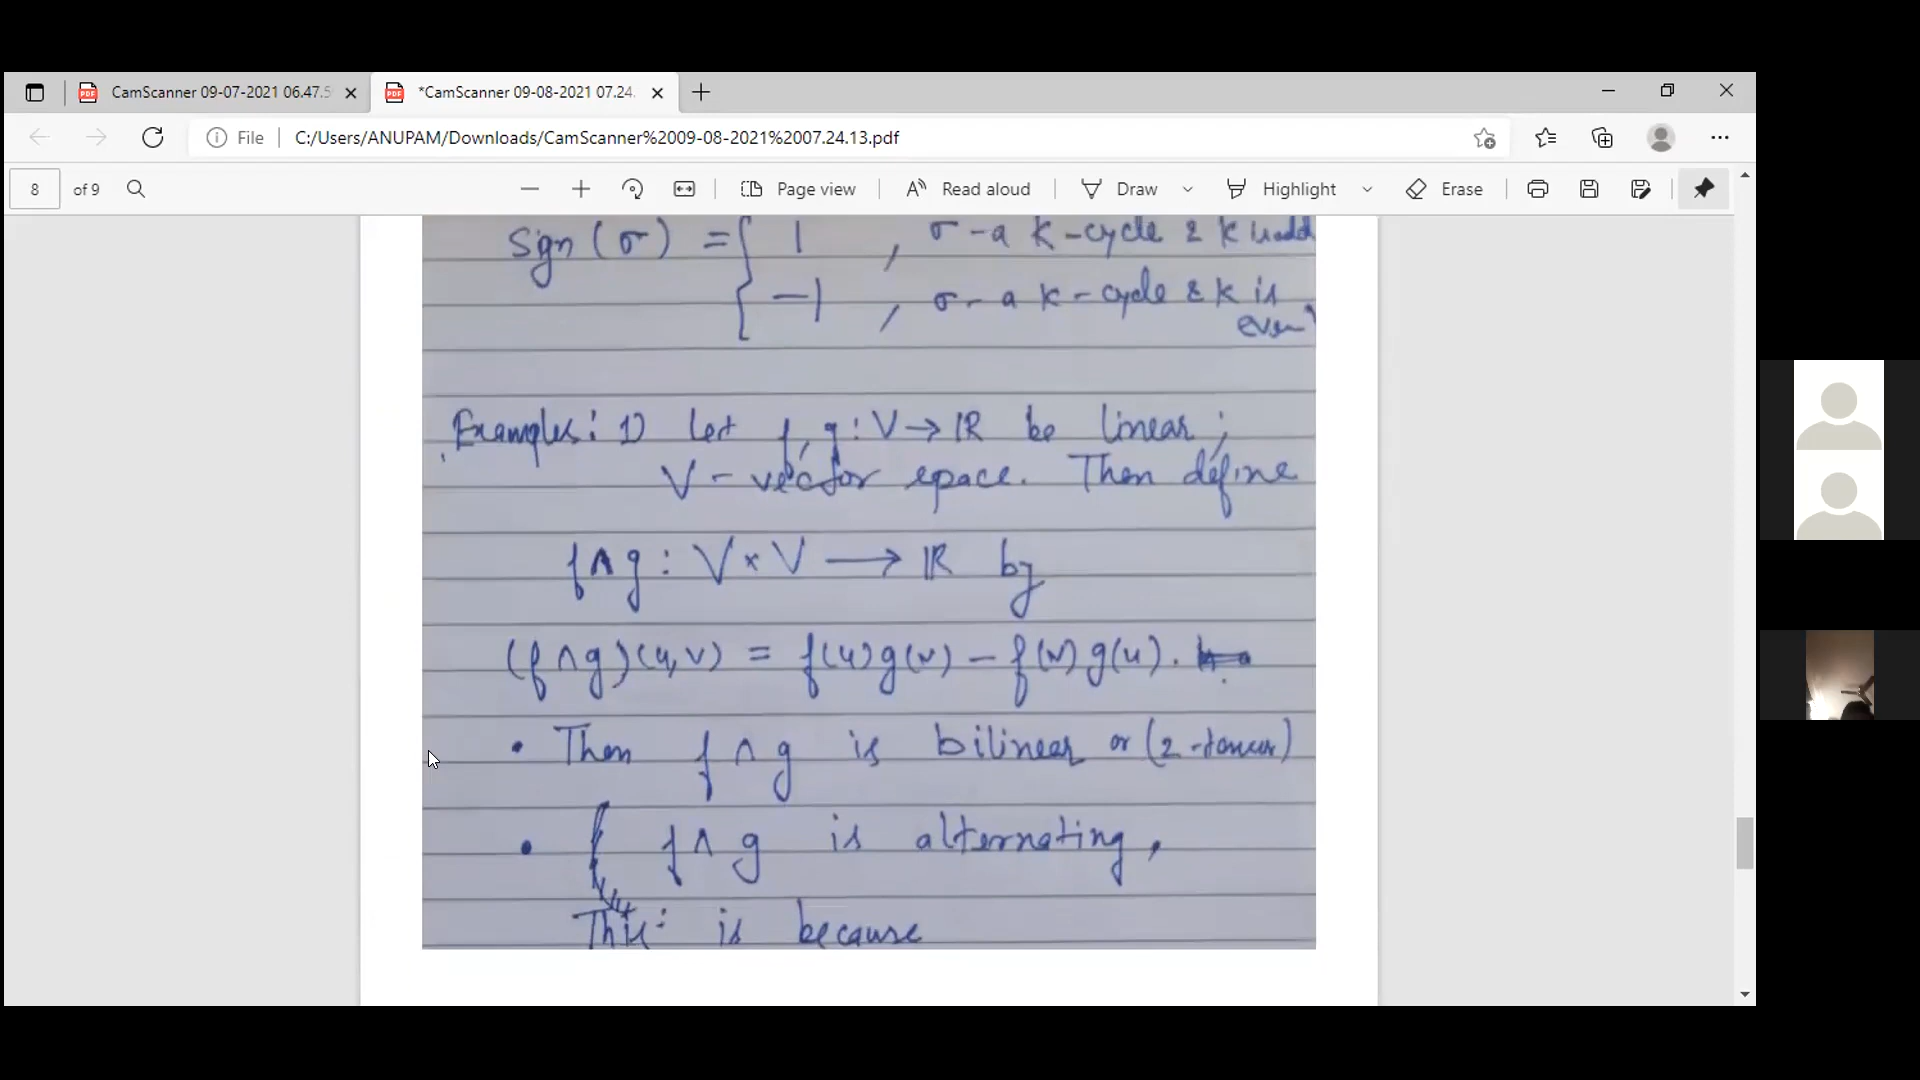 CamScanner 09-07-2021 06.47.5
*CamScanner 09-08-2021 07.24.
File
C:/Users/ANUPAM/Downloads/CamScanner%2009-08-2021%2007.24.13.pdf
8 of 9
Page view
Read aloud
Draw
Highlight
Erase
Sgn(σ) = { 1 , σ - a k-cycle & k is odd
-1 , σ - a k-cycle & k is
even
Examples: 1) Let f, g : V → ℝ be linear ;
V - vector space. Then define
f∧g : V × V → ℝ by
(f∧g)(u,v) = f(u)g(v) - f(v)g(u).
• Then f∧g is bilinear or (2-tensor)
• f∧g is alternating,
This is because